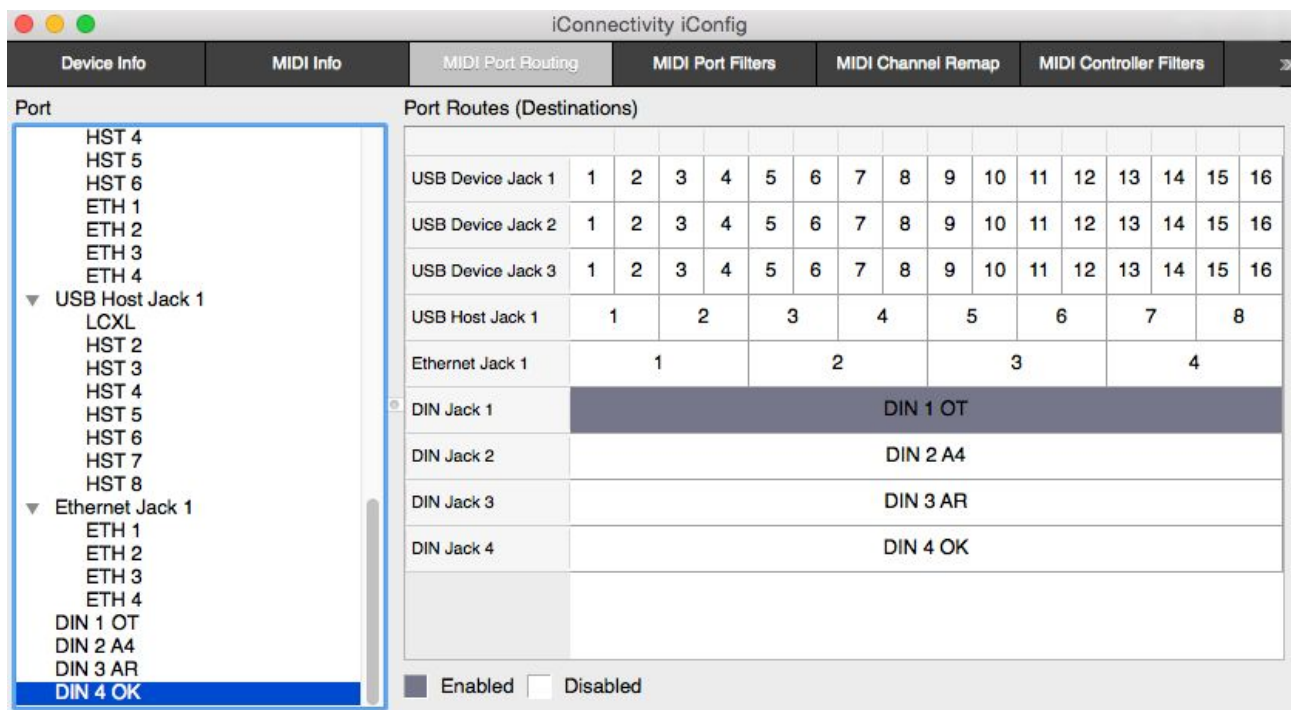 iConnectivity iConfig
Device Info MIDI Info MIDI Port Routing MIDI Port Filters MIDI Channel Remap MIDI Controller Filters »
Port
HST 4
HST 5
HST 6
ETH 1
ETH 2
ETH 3
ETH 4
USB Host Jack 1
LCXL
HST 2
HST 3
HST 4
HST 5
HST 6
HST 7
HST 8
Ethernet Jack 1
ETH 1
ETH 2
ETH 3
ETH 4
DIN 1 OT
DIN 2 A4
DIN 3 AR
DIN 4 OK
Port Routes (Destinations)
USB Device Jack 1 1 2 3 4 5 6 7 8 9 10 11 12 13 14 15 16
USB Device Jack 2 1 2 3 4 5 6 7 8 9 10 11 12 13 14 15 16
USB Device Jack 3 1 2 3 4 5 6 7 8 9 10 11 12 13 14 15 16
USB Host Jack 1 1 2 3 4 5 6 7 8
Ethernet Jack 1 1 2 3 4
DIN Jack 1 DIN 1 OT
DIN Jack 2 DIN 2 A4
DIN Jack 3 DIN 3 AR
DIN Jack 4 DIN 4 OK
Enabled Disabled